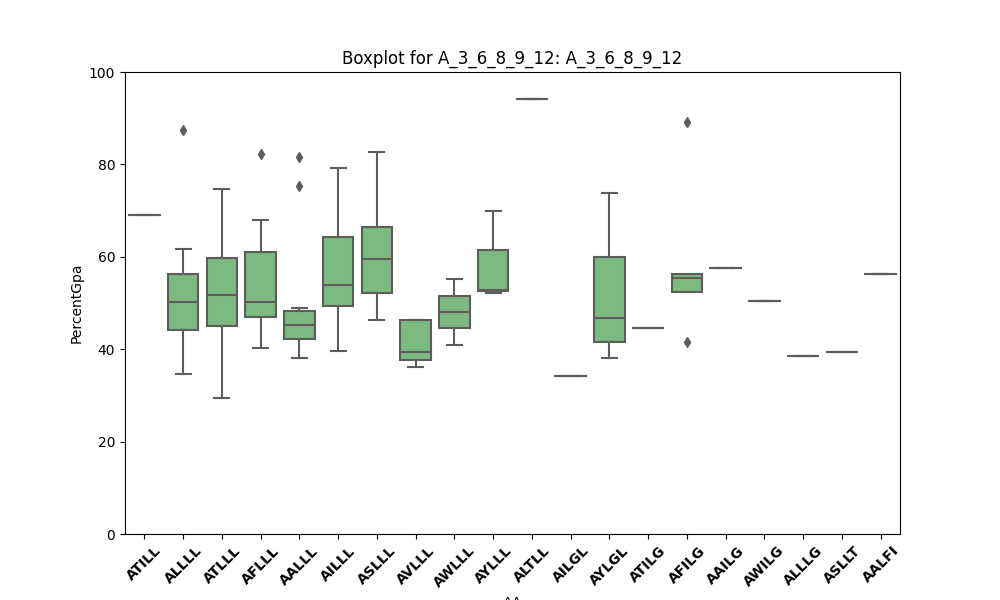 Boxplot for A_3_6_8_9_12: A_3_6_8_9_12
PercentGpa
100
80
60
40
20
0
ATILL
ALLLL
ATLLL
AFLLL
AALLL
AILLL
ASLLL
AVLLL
AWLLL
AYLLL
ALTLL
AILGL
AYLGL
ATILG
AFILG
AAILG
AWILG
ALLLG
ASLLT
AALFI